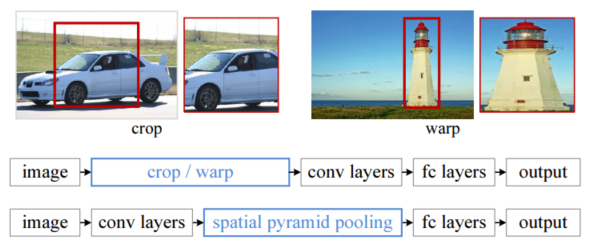 crop warp
image crop / warp conv layers fc layers output
image conv layers spatial pyramid pooling fc layers output